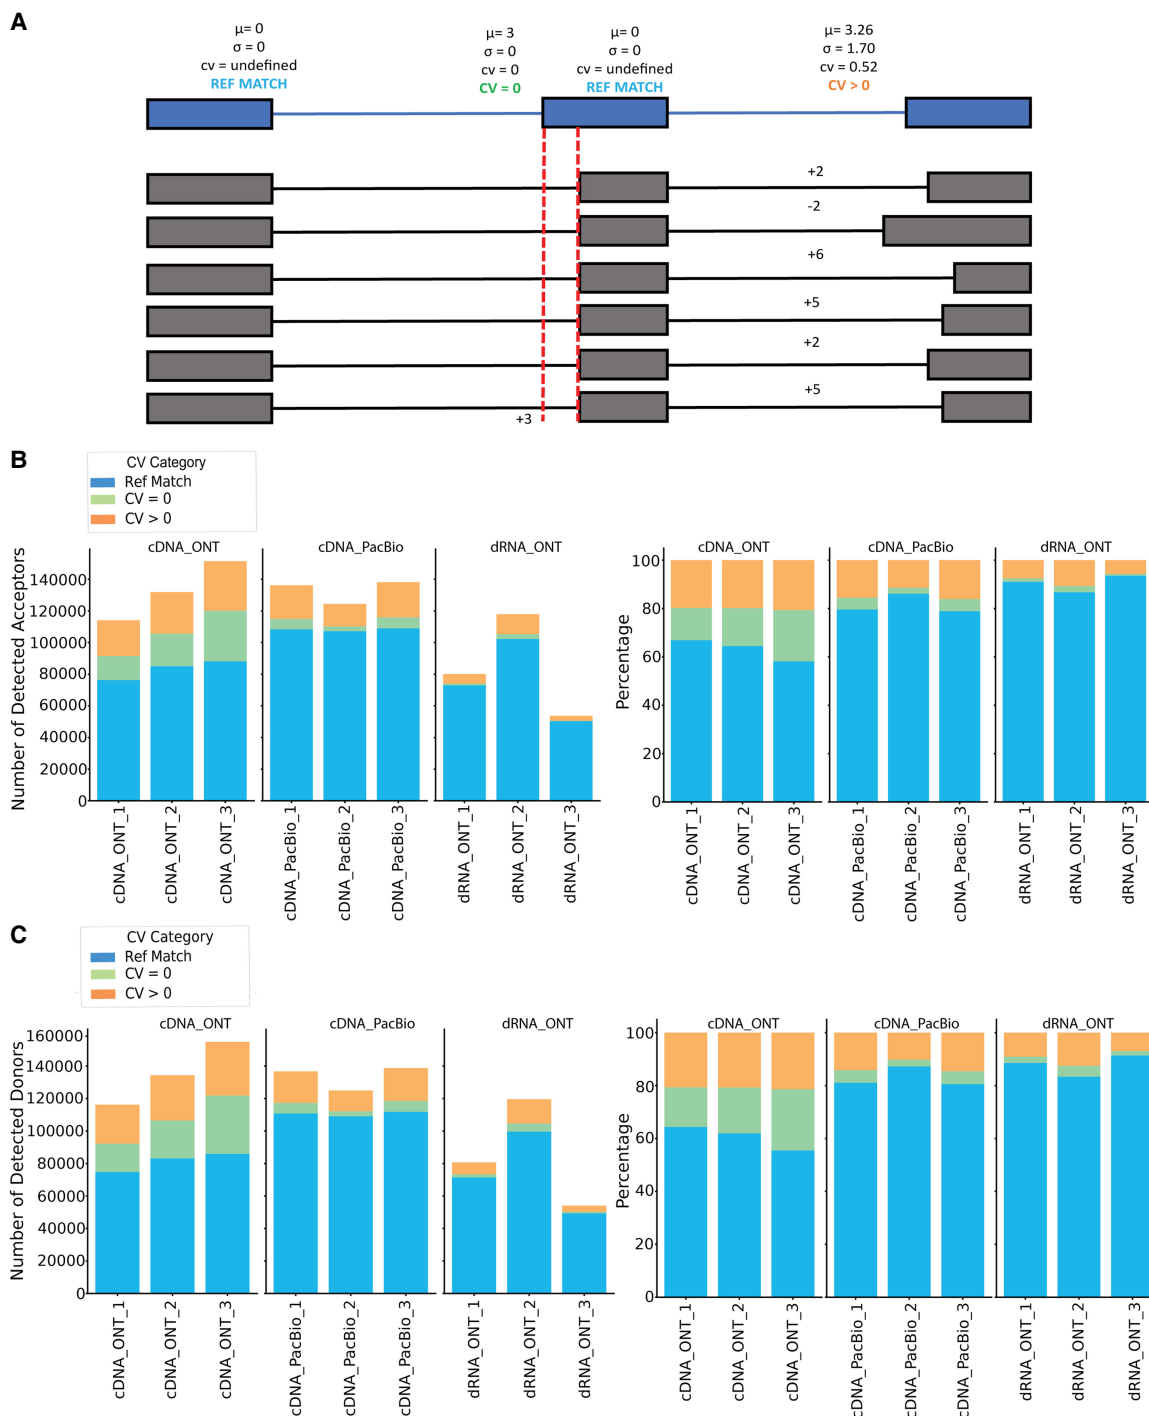 A
μ= 0
σ = 0
cv = undefined
REF MATCH
μ= 3
σ = 0
cv = 0
CV = 0
μ= 0
σ = 0
cv = undefined
REF MATCH
μ= 3.26
σ = 1.70
cv = 0.52
CV > 0
+2
-2
+6
+5
+2
+5
+3
B
CV Category
Ref Match
CV = 0
CV > 0
Number of Detected Acceptors
140000
120000
100000
80000
60000
40000
20000
0
cDNA_ONT
cDNA_PacBio
dRNA_ONT
cDNA_ONT_1
cDNA_ONT_2
cDNA_ONT_3
cDNA_PacBio_1
cDNA_PacBio_2
cDNA_PacBio_3
dRNA_ONT_1
dRNA_ONT_2
dRNA_ONT_3
Percentage
100
80
60
40
20
0
cDNA_ONT
cDNA_PacBio
dRNA_ONT
cDNA_ONT_1
cDNA_ONT_2
cDNA_ONT_3
cDNA_PacBio_1
cDNA_PacBio_2
cDNA_PacBio_3
dRNA_ONT_1
dRNA_ONT_2
dRNA_ONT_3
C
CV Category
Ref Match
CV = 0
CV > 0
Number of Detected Donors
160000
140000
120000
100000
80000
60000
40000
20000
0
cDNA_ONT
cDNA_PacBio
dRNA_ONT
cDNA_ONT_1
cDNA_ONT_2
cDNA_ONT_3
cDNA_PacBio_1
cDNA_PacBio_2
cDNA_PacBio_3
dRNA_ONT_1
dRNA_ONT_2
dRNA_ONT_3
Percentage
100
80
60
40
20
0
cDNA_ONT
cDNA_PacBio
dRNA_ONT
cDNA_ONT_1
cDNA_ONT_2
cDNA_ONT_3
cDNA_PacBio_1
cDNA_PacBio_2
cDNA_PacBio_3
dRNA_ONT_1
dRNA_ONT_2
dRNA_ONT_3